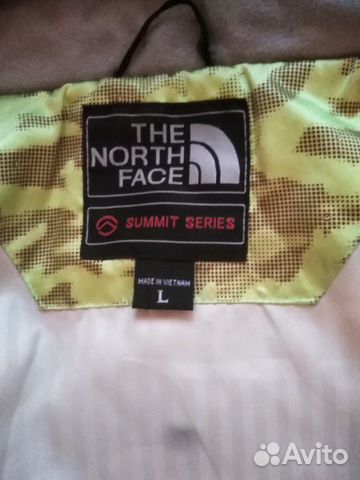 THE
NORTH
FACE
SUMMIT SERIES
MADE IN VIETNAM
L
Avito